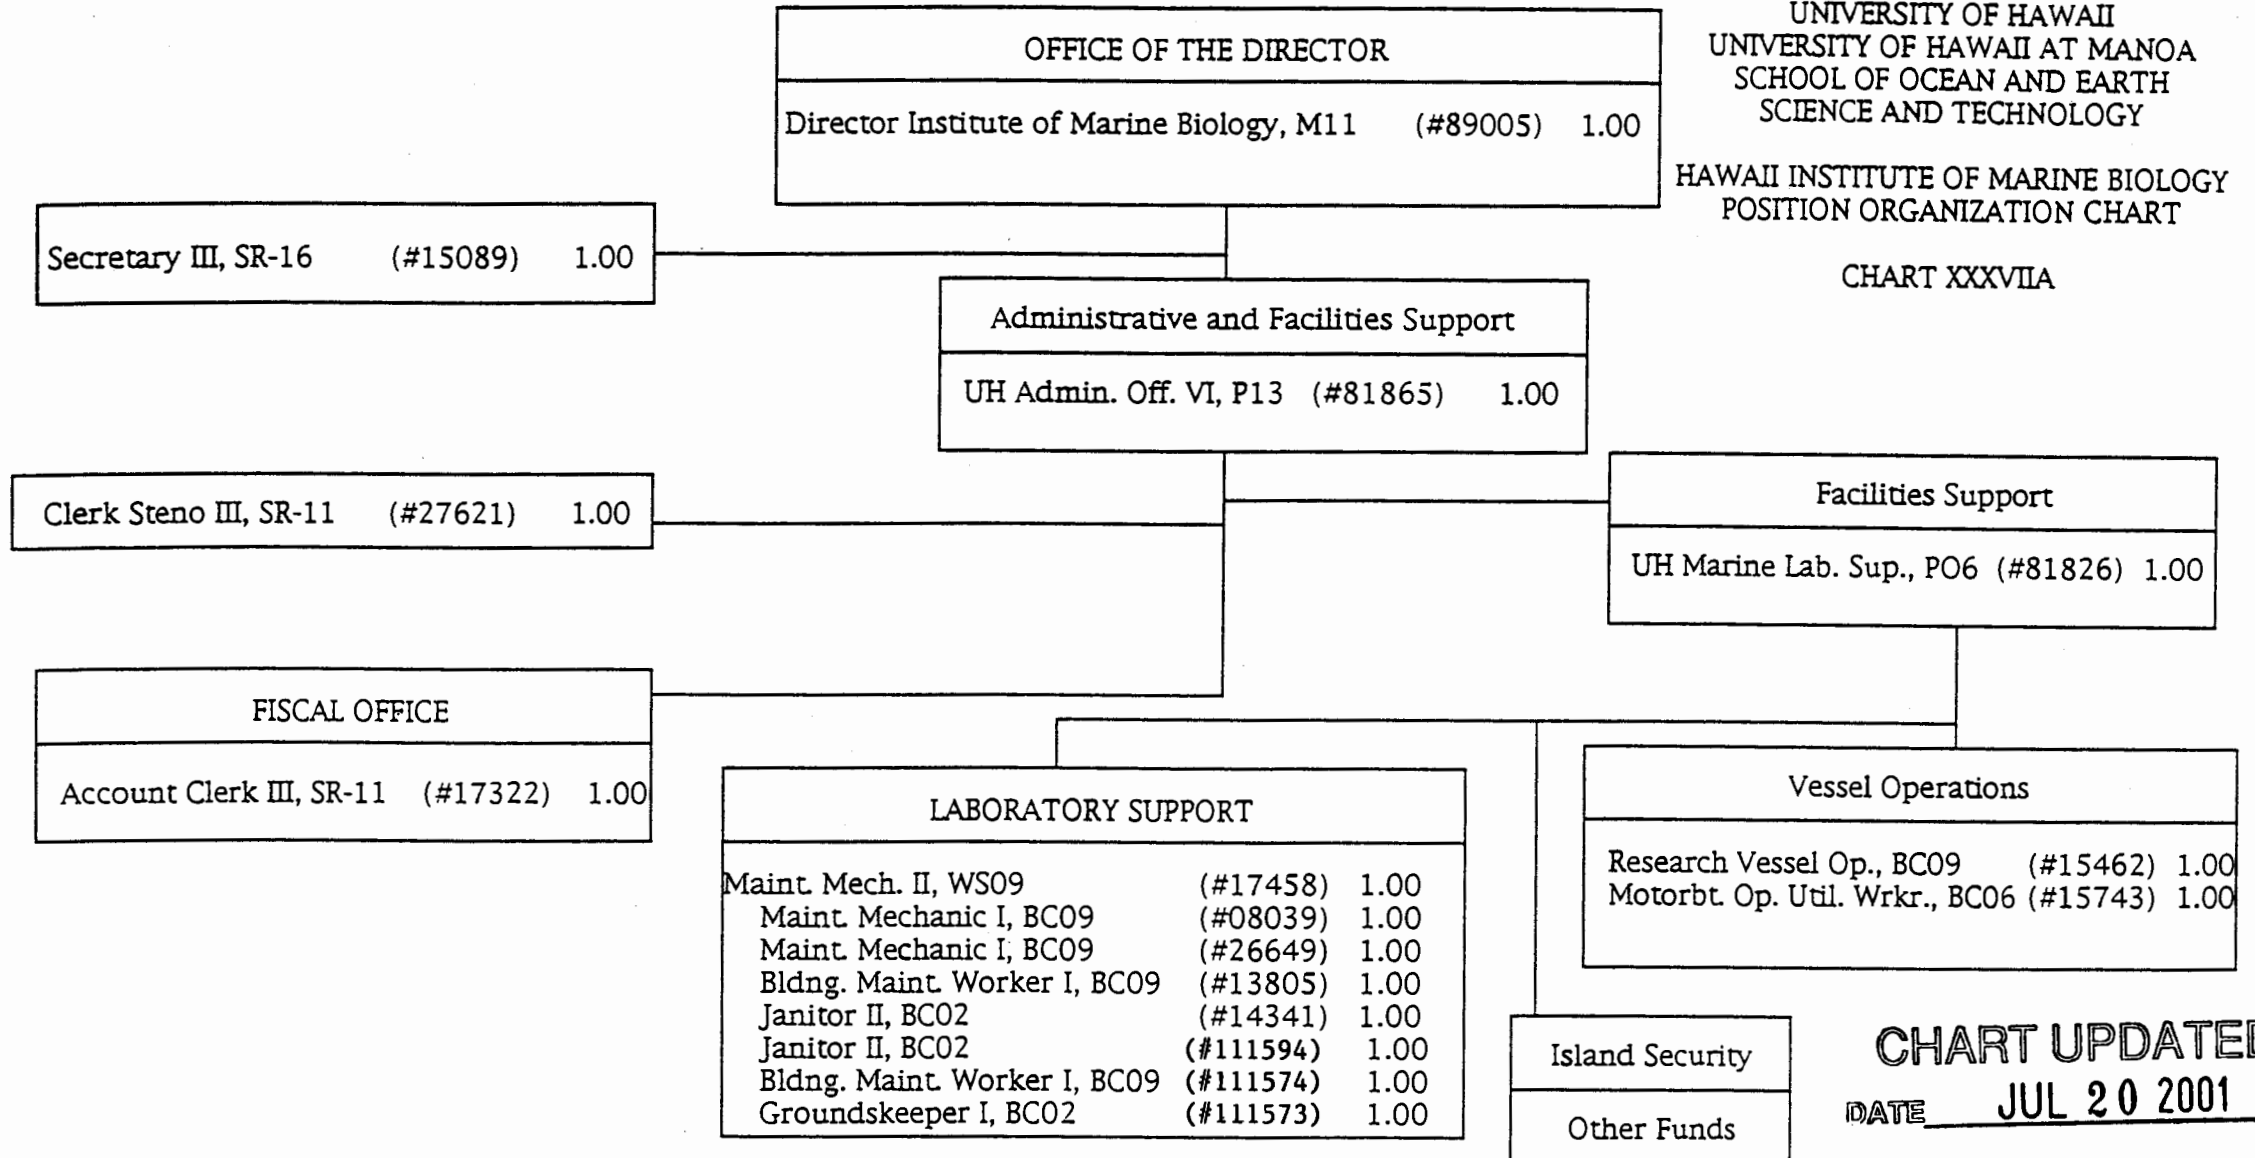 UNIVERSITY OF HAWAII
UNIVERSITY OF HAWAII AT MANOA
SCHOOL OF OCEAN AND EARTH
SCIENCE AND TECHNOLOGY
HAWAII INSTITUTE OF MARINE BIOLOGY
POSITION ORGANIZATION CHART
CHART XXXVIIA
OFFICE OF THE DIRECTOR
Director Institute of Marine Biology, M11 (#89005) 1.00
Secretary III, SR-16 (#15089) 1.00
Administrative and Facilities Support
UH Admin. Off. VI, P13 (#81865) 1.00
Clerk Steno III, SR-11 (#27621) 1.00
Facilities Support
UH Marine Lab. Sup., PO6 (#81826) 1.00
FISCAL OFFICE
Account Clerk III, SR-11 (#17322) 1.00
LABORATORY SUPPORT
Maint. Mech. II, WS09 (#17458) 1.00
Maint. Mechanic I, BC09 (#08039) 1.00
Maint. Mechanic I, BC09 (#26649) 1.00
Bldng. Maint. Worker I, BC09 (#13805) 1.00
Janitor II, BC02 (#14341) 1.00
Janitor II, BC02 (#111594) 1.00
Bldng. Maint. Worker I, BC09 (#111574) 1.00
Groundskeeper I, BC02 (#111573) 1.00
Vessel Operations
Research Vessel Op., BC09 (#15462) 1.00
Motorbt. Op. Util. Wrkr., BC06 (#15743) 1.00
Island Security
Other Funds
CHART UPDATED
DATE JUL 20 2001